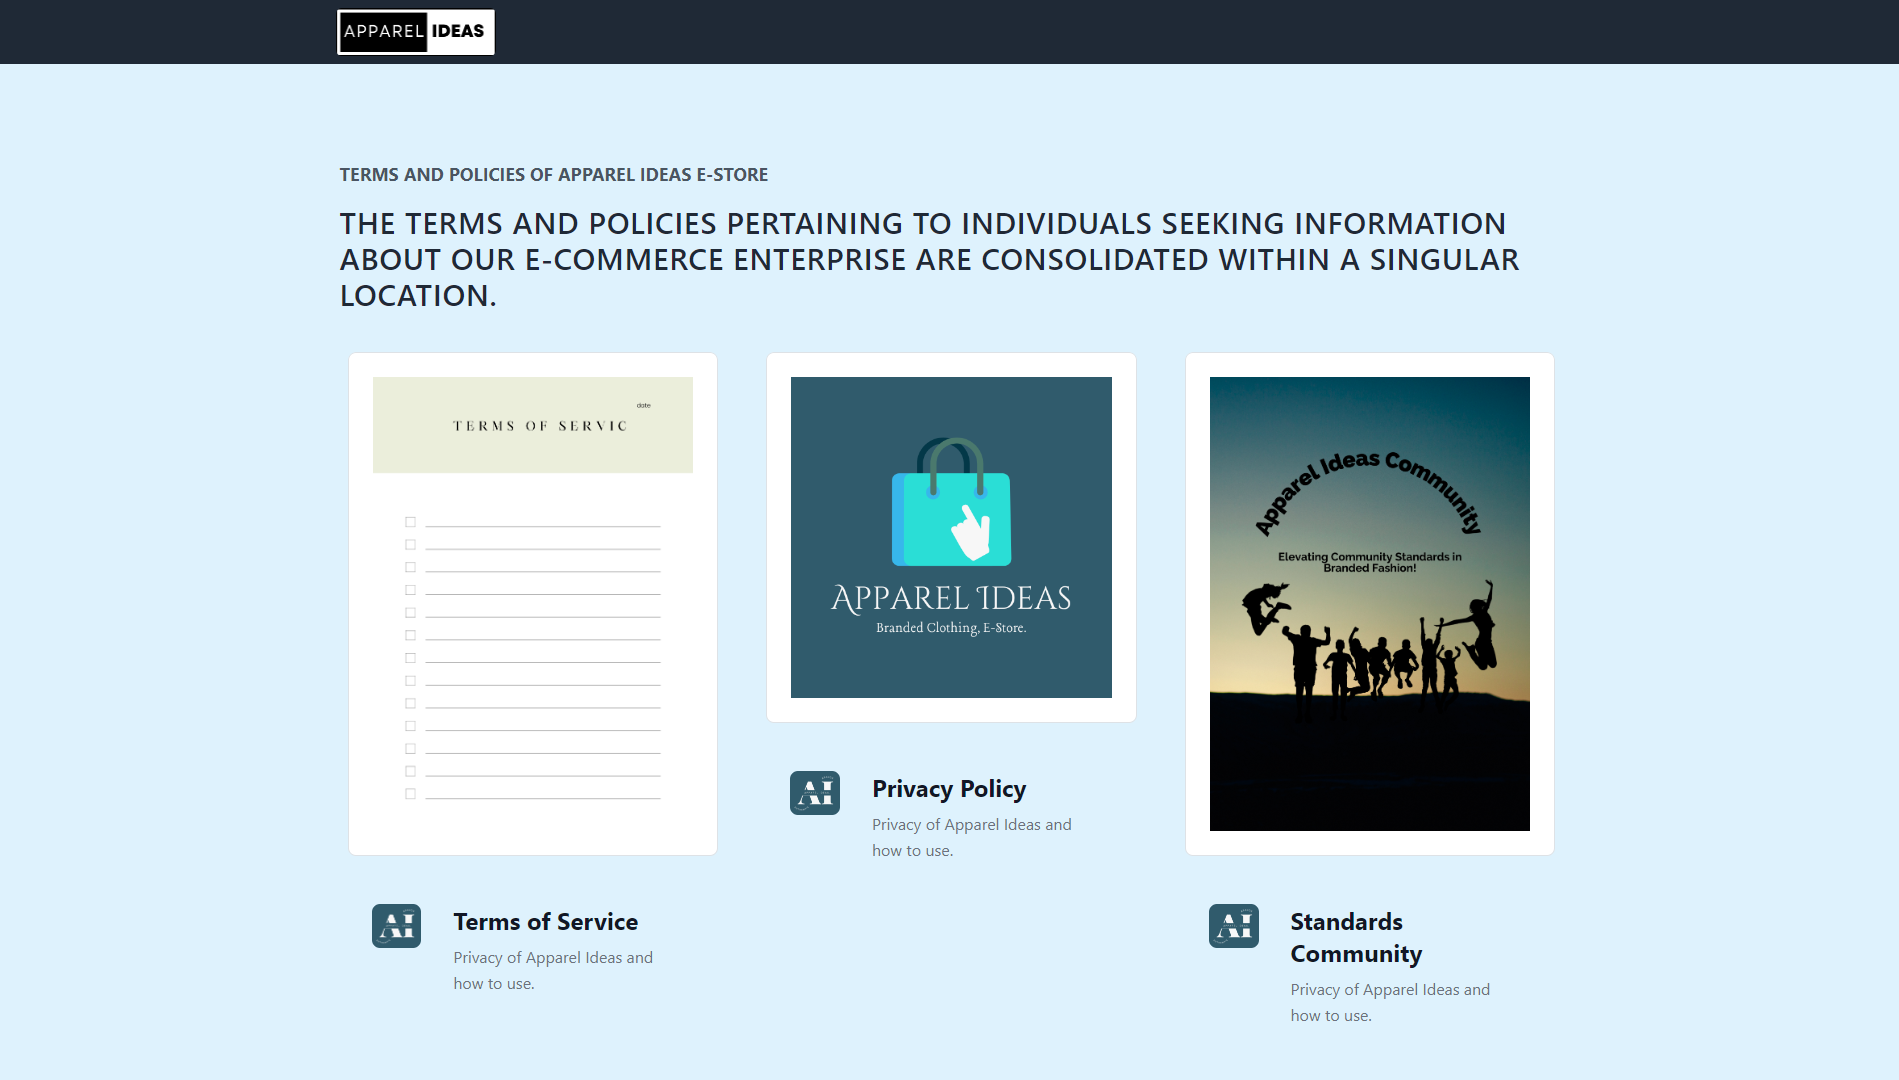 APPAREL IDEAS
TERMS AND POLICIES OF APPAREL IDEAS E-STORE
THE TERMS AND POLICIES PERTAINING TO INDIVIDUALS SEEKING INFORMATION
ABOUT OUR E-COMMERCE ENTERPRISE ARE CONSOLIDATED WITHIN A SINGULAR
LOCATION.
date
TERMS OF SERVIC
APPAREL IDEAS
Branded Clothing, E-Store.
Apparel Ideas Community
Elevating Community Standards in
Branded Fashion!
AI
Privacy Policy
Privacy of Apparel Ideas and
how to use.
AI
Terms of Service
Privacy of Apparel Ideas and
how to use.
AI
Standards
Community
Privacy of Apparel Ideas and
how to use.